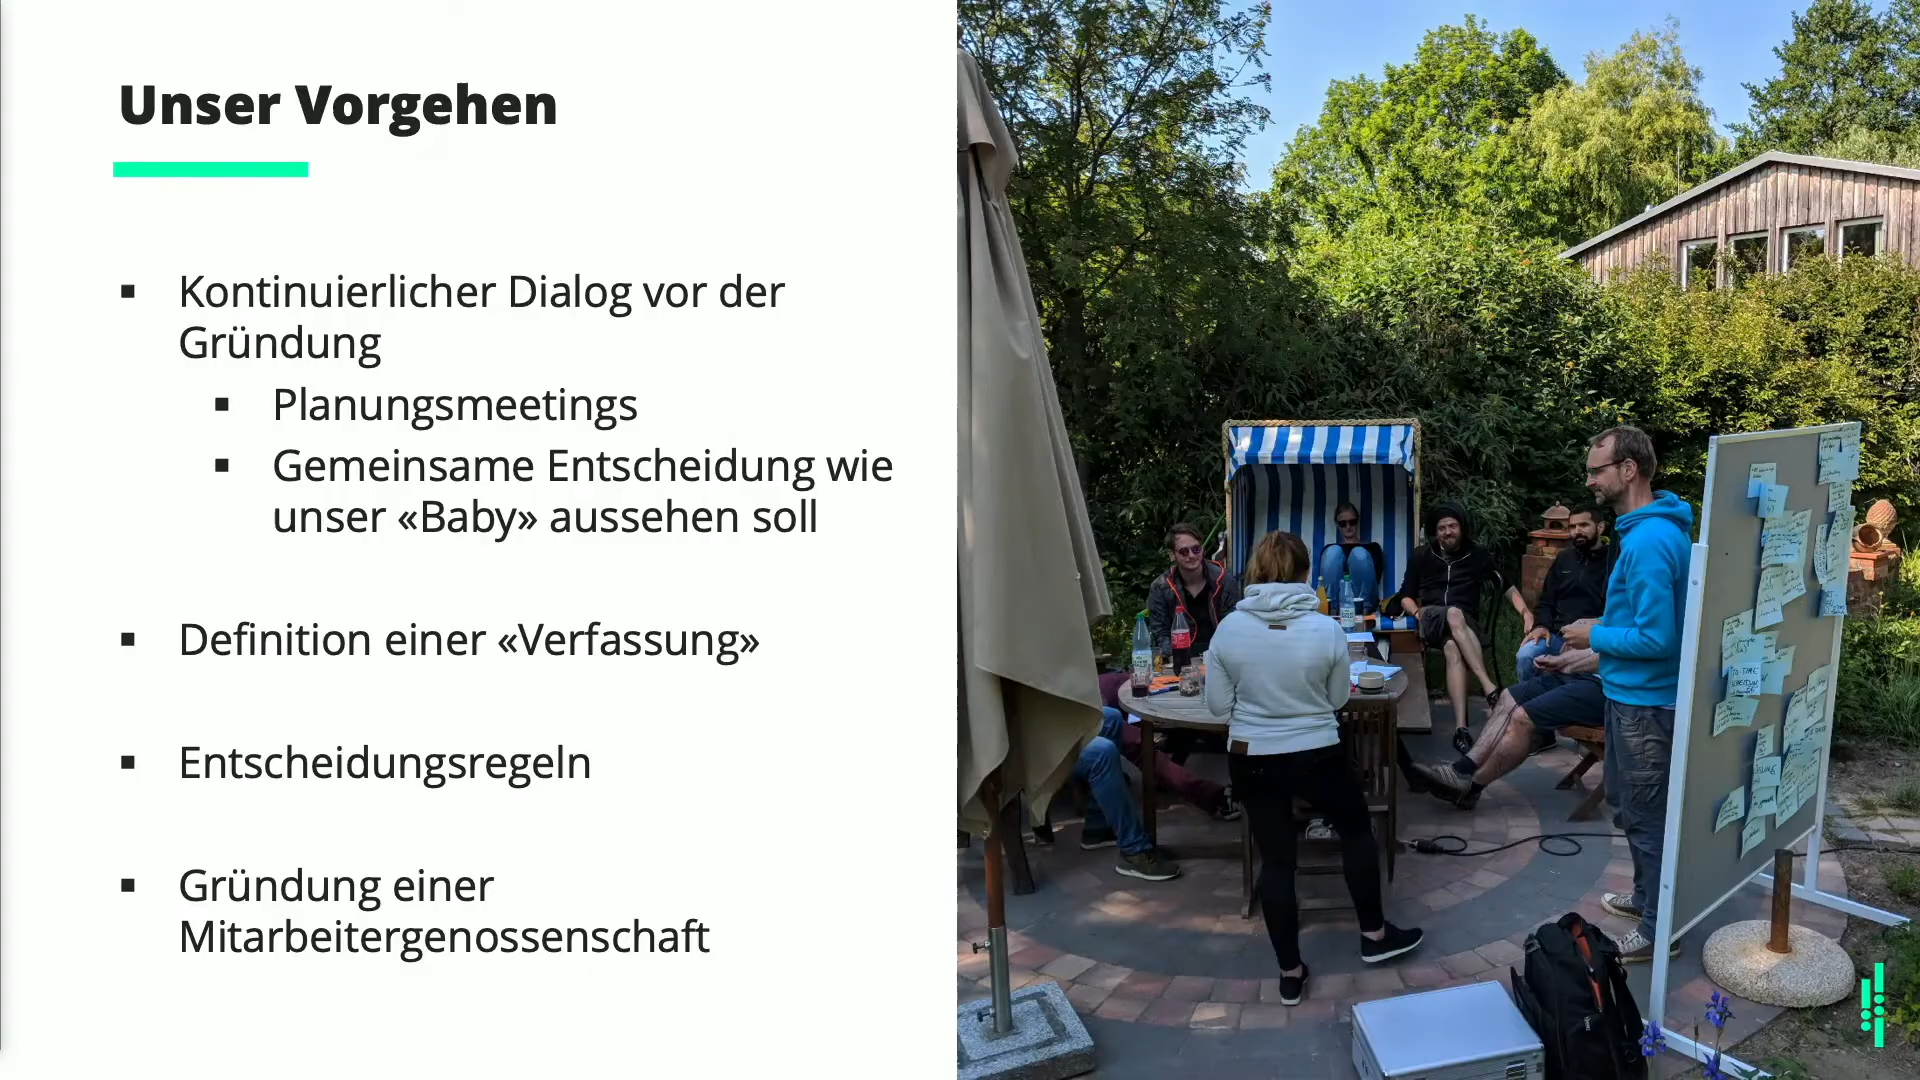 Unser Vorgehen
▪ Kontinuierlicher Dialog vor der
Gründung
▪ Planungsmeetings
▪ Gemeinsame Entscheidung wie
unser «Baby» aussehen soll
▪ Definition einer «Verfassung»
▪ Entscheidungsregeln
▪ Gründung einer
Mitarbeitergenossenschaft